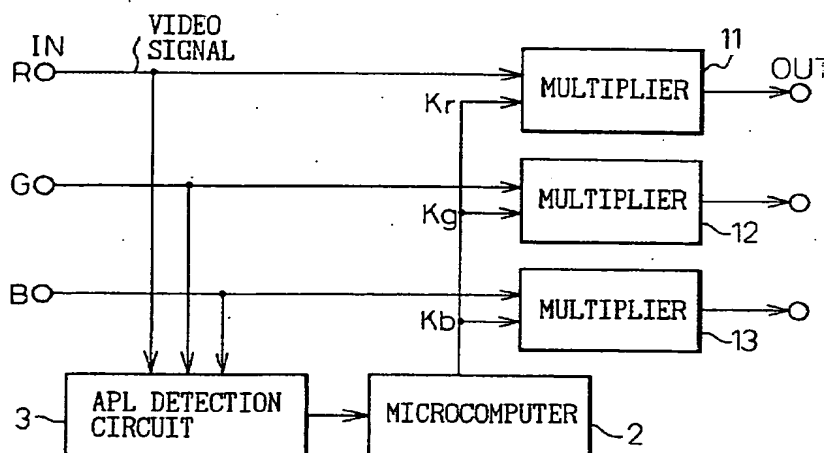 IN
VIDEO
SIGNAL
11
OUT
R
MULTIPLIER
Kr
G
MULTIPLIER
Kg
12
B
MULTIPLIER
Kb
13
3
APL DETECTION
CIRCUIT
MICROCOMPUTER
2